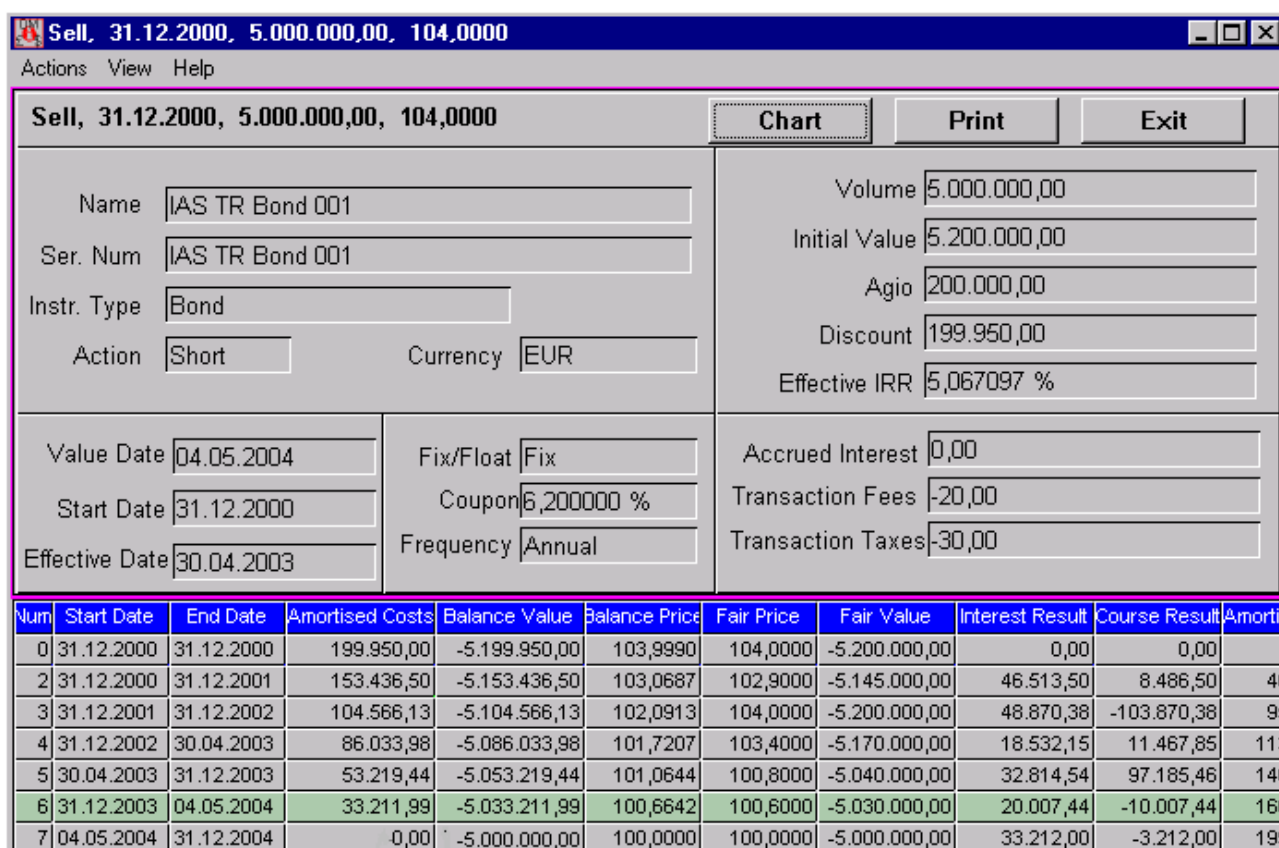 Sell, 31.12.2000, 5.000.000,00, 104,0000
Actions View Help
Sell, 31.12.2000, 5.000.000,00, 104,0000 Chart Print Exit
Name IAS TR Bond 001
Ser. Num IAS TR Bond 001
Instr. Type Bond
Action Short Currency EUR
Volume 5.000.000,00
Initial Value 5.200.000,00
Agio 200.000,00
Discount 199.950,00
Effective IRR 5,067097 %
Value Date 04.05.2004
Start Date 31.12.2000
Effective Date 30.04.2003
Fix/Float Fix
Coupon 6,200000 %
Frequency Annual
Accrued Interest 0,00
Transaction Fees -20,00
Transaction Taxes -30,00
Num Start Date End Date Amortised Costs Balance Value Balance Price Fair Price Fair Value Interest Result Course Result Amorti
0 31.12.2000 31.12.2000 199.950,00 -5.199.950,00 103,9990 104,0000 -5.200.000,00 0,00 0,00
2 31.12.2000 31.12.2001 153.436,50 -5.153.436,50 103,0687 102,9000 -5.145.000,00 46.513,50 8.486,50 4
3 31.12.2001 31.12.2002 104.566,13 -5.104.566,13 102,0913 104,0000 -5.200.000,00 48.870,38 -103.870,38 9
4 31.12.2002 30.04.2003 86.033,98 -5.086.033,98 101,7207 103,4000 -5.170.000,00 18.532,15 11.467,85 11
5 30.04.2003 31.12.2003 53.219,44 -5.053.219,44 101,0644 100,8000 -5.040.000,00 32.814,54 97.185,46 14
6 31.12.2003 04.05.2004 33.211,99 -5.033.211,99 100,6642 100,6000 -5.030.000,00 20.007,44 -10.007,44 16
7 04.05.2004 31.12.2004 -0,00 -5.000.000,00 100,0000 100,0000 -5.000.000,00 33.212,00 -3.212,00 19